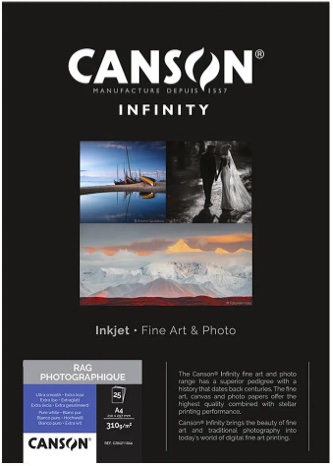 CANSON®
MANUFACTURE DEPUIS 1557
INFINITY
Inkjet • Fine Art & Photo
RAG
PHOTOGRAPHIQUE
25
A4
310g/m²
CANSON®
The Canson® Infinity fine art and photo
range has a superior pedigree with a
history that dates back centuries. The fine
art, canvas and photo papers offer the
highest quality combined with stellar
printing performance.
Canson® Infinity brings the beauty of fine
art and traditional photography into
today's world of digital fine art printing.